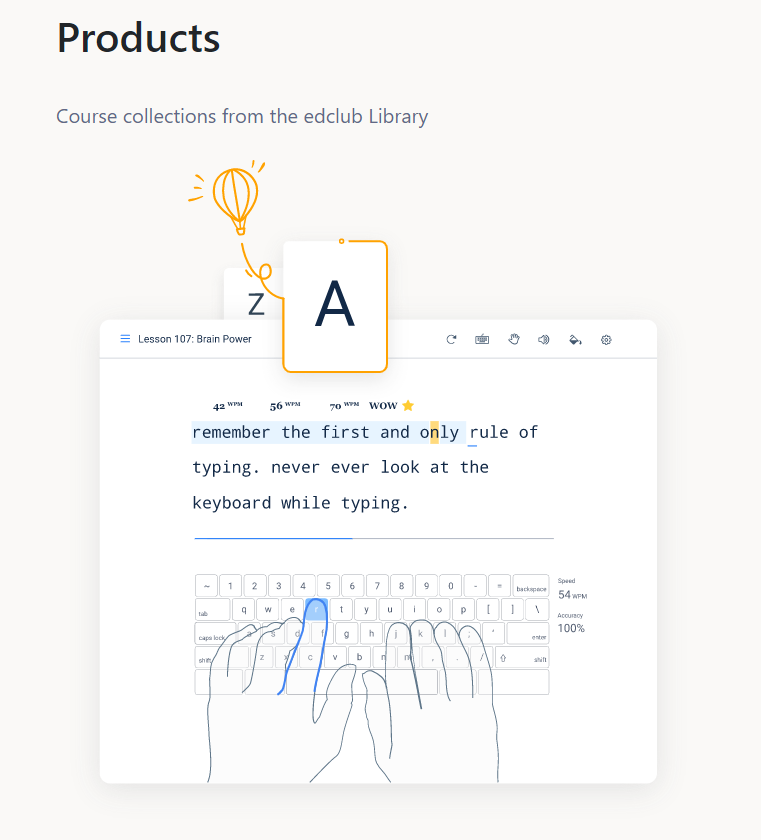 Products
Course collections from the edclub Library
Z
A
Lesson 107: Brain Power
42 WPM 56 WPM 70 WPM WOW
remember the first and only rule of
typing. never ever look at the
keyboard while typing.
~ 1 2 3 4 5 6 7 8 9 0 - = backspace
Speed
54 WPM
tab q w e r t y u i o p [ ] \
Accuracy
100%
caps lock a s d f g h j k l ; ' enter
shift z x c v b n m , . / shift